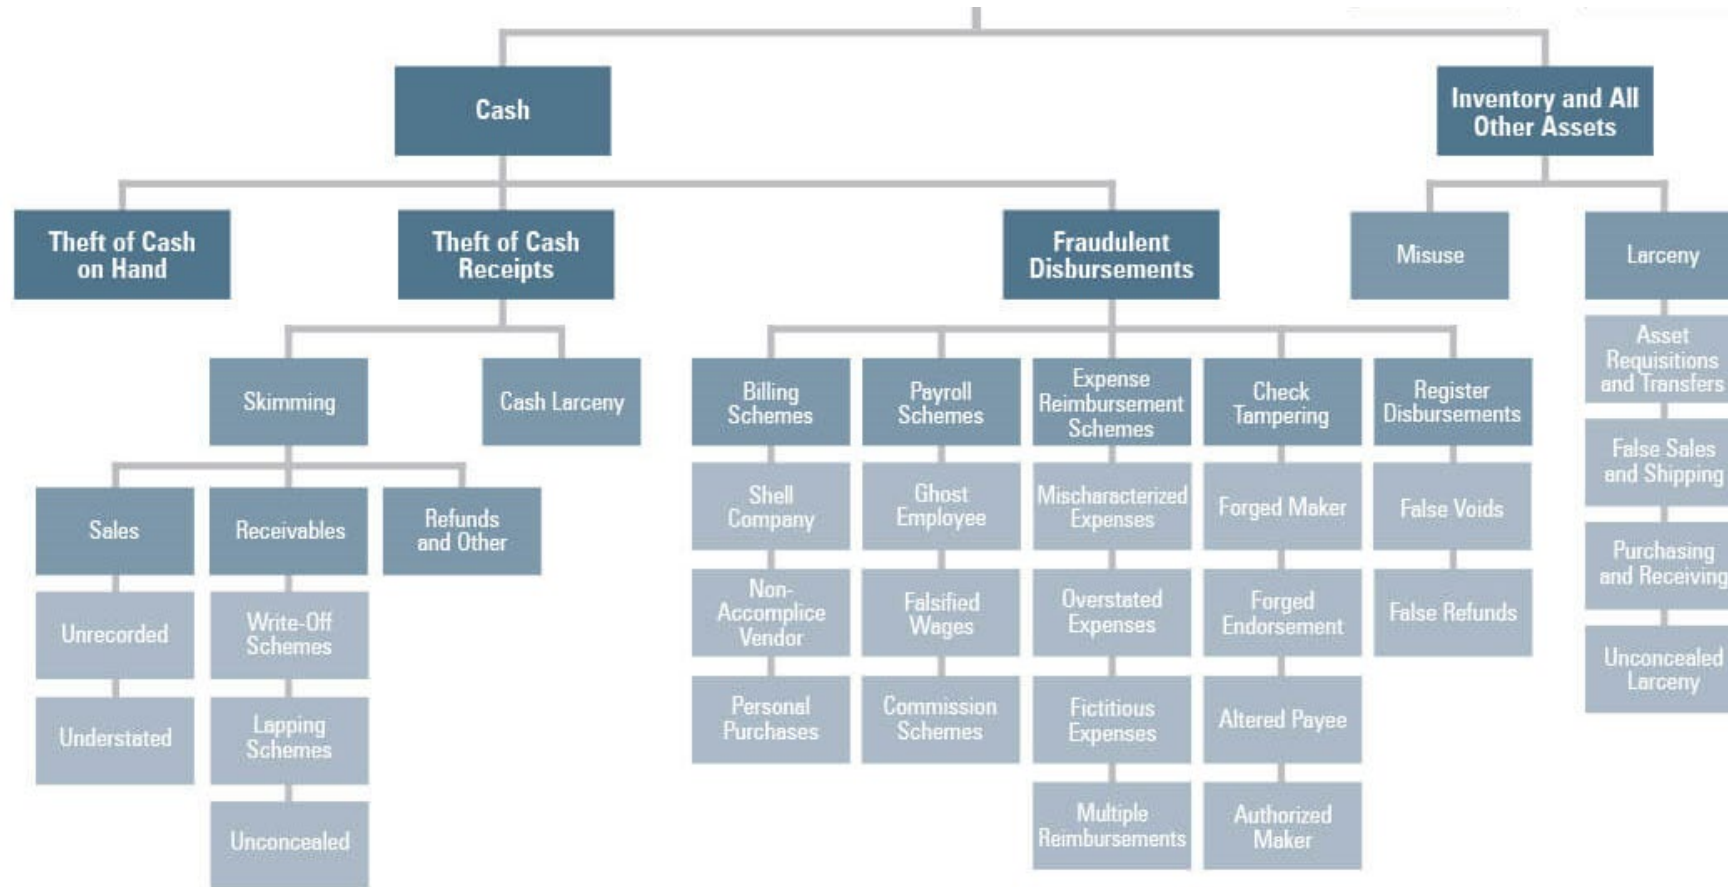 Cash
Inventory and All
Other Assets
Theft of Cash
on Hand
Theft of Cash
Receipts
Fraudulent
Disbursements
Misuse
Larceny
Skimming
Cash Larceny
Billing
Schemes
Payroll
Schemes
Expense
Reimbursement
Schemes
Check
Tampering
Register
Disbursements
Asset
Requisitions
and Transfers
False Sales
and Shipping
Purchasing
and Receiving
Unconcealed
Larceny
Sales
Receivables
Refunds
and Other
Unrecorded
Understated
Write-Off
Schemes
Lapping
Schemes
Unconcealed
Shell
Company
Non-
Accomplice
Vendor
Personal
Purchases
Ghost
Employee
Falsified
Wages
Commission
Schemes
Mischaracterized
Expenses
Overstated
Expenses
Fictitious
Expenses
Multiple
Reimbursements
Forged Maker
Forged
Endorsement
Altered Payee
Authorized
Maker
False Voids
False Refunds